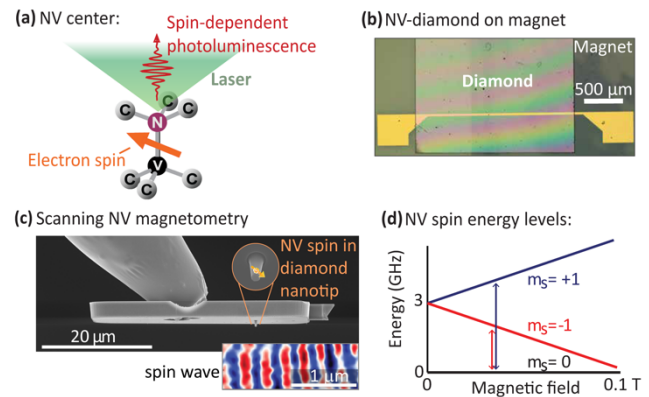 (a) NV center:
Spin-dependent
photoluminescence
Laser
C
C
C
N
Electron spin
V
C
C
C
(b) NV-diamond on magnet
Magnet
Diamond
500 µm
(c) Scanning NV magnetometry
NV spin in
diamond
nanotip
20 µm
spin wave
1 µm
(d) NV spin energy levels:
Energy (GHz)
3
0
mS= +1
mS= -1
mS= 0
0
Magnetic field
0.1 T